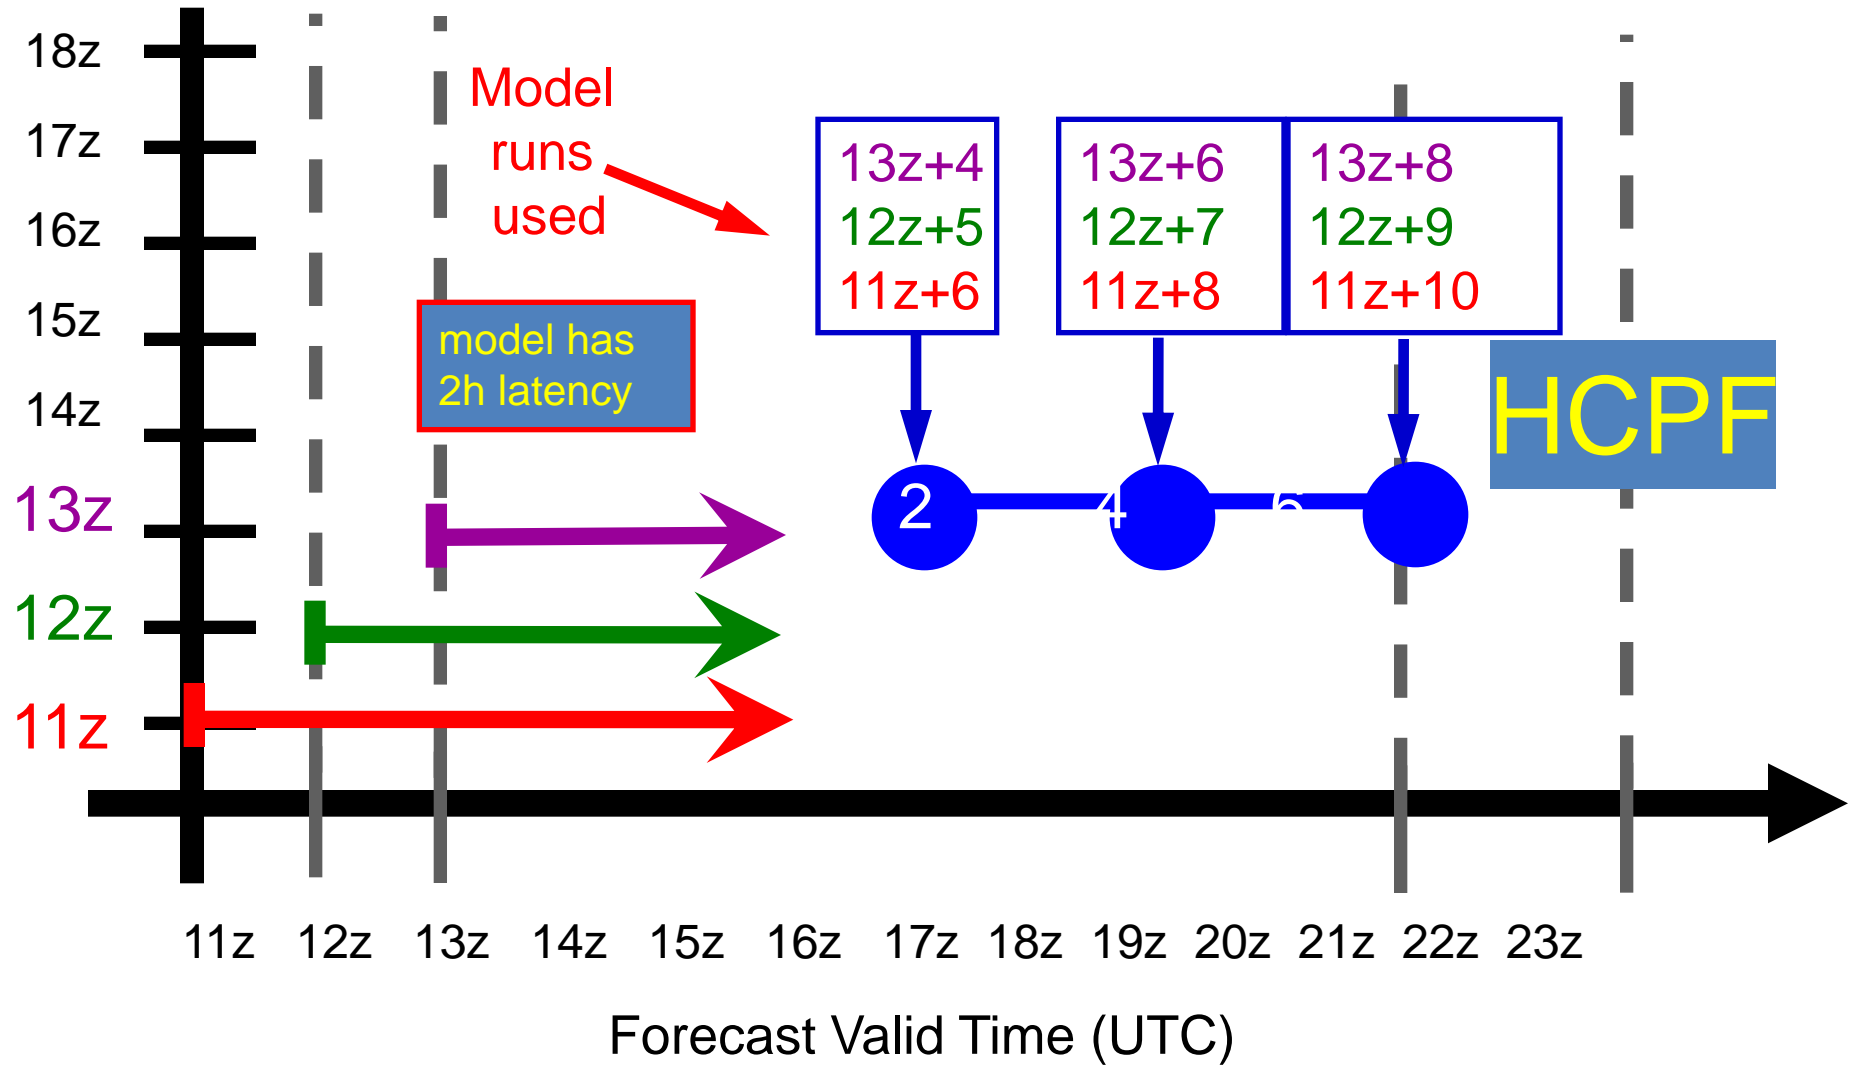 18z
17z
16z
15z
14z
13z
12z
11z
Model
runs
used
model has
2h latency
13z+4
12z+5
11z+6
13z+6
12z+7
11z+8
13z+8
12z+9
11z+10
HCPF
2
4
6
11z 12z 13z 14z 15z 16z 17z 18z 19z 20z 21z 22z 23z
Forecast Valid Time (UTC)